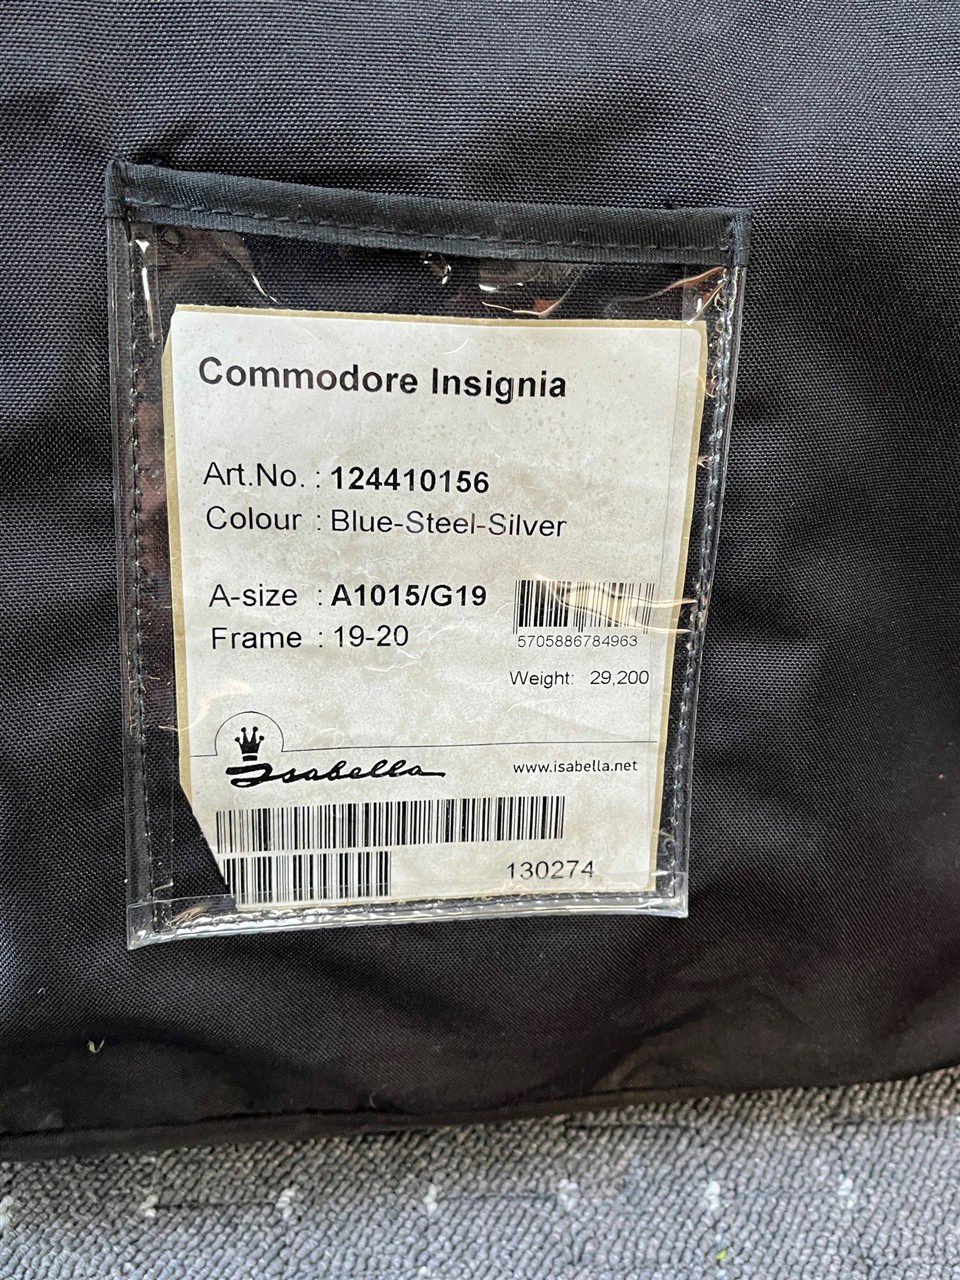 Commodore Insignia
Art.No. : 124410156
Colour : Blue-Steel-Silver
A-size : A1015/G19
Frame : 19-20
5705886784963
Weight: 29,200
Isabella
www.isabella.net
130274